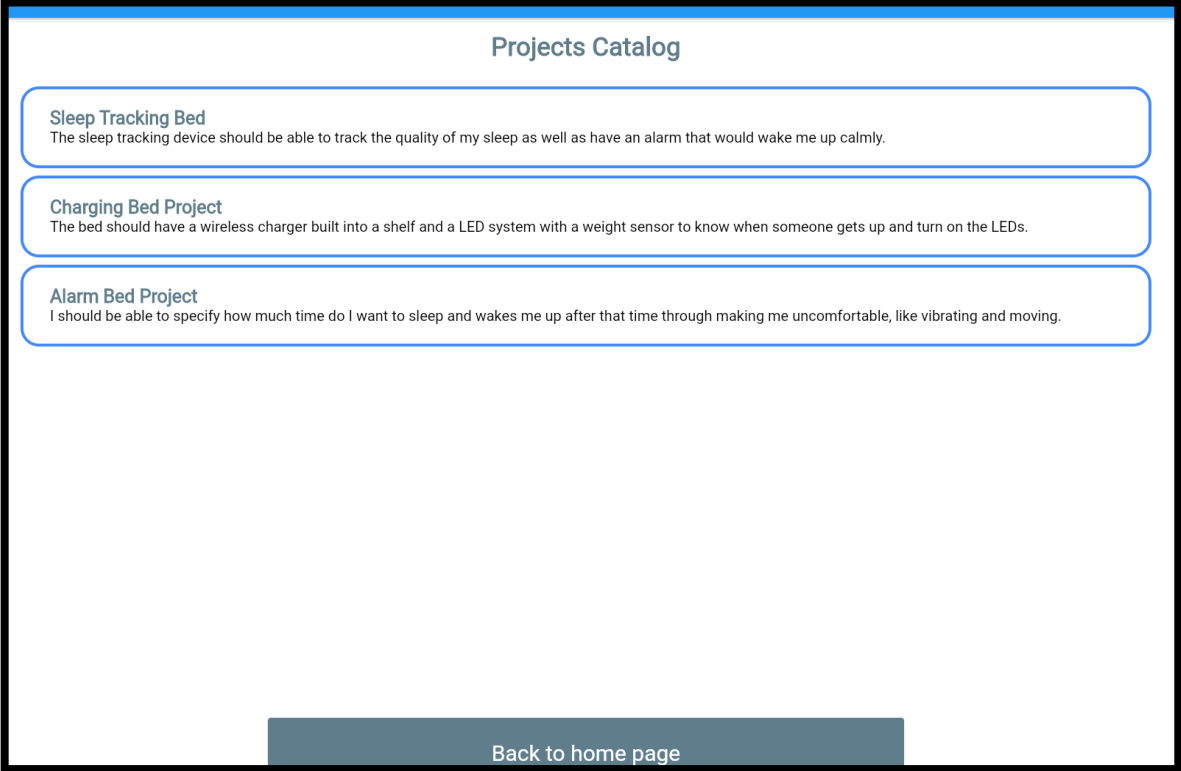 Projects Catalog
Sleep Tracking Bed
The sleep tracking device should be able to track the quality of my sleep as well as have an alarm that would wake me up calmly.
Charging Bed Project
The bed should have a wireless charger built into a shelf and a LED system with a weight sensor to know when someone gets up and turn on the LEDs.
Alarm Bed Project
I should be able to specify how much time do I want to sleep and wakes me up after that time through making me uncomfortable, like vibrating and moving.
Back to home page